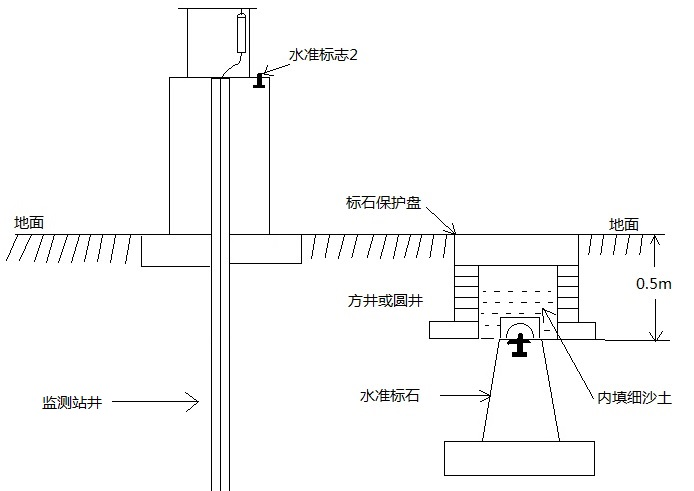 水准标志2
标石保护盘
地面
地面
0.5m
方井或圆井
监测站井
水准标石
内填细沙土